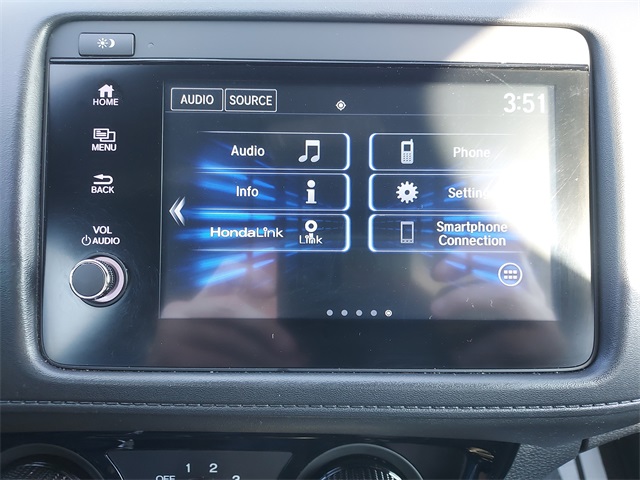 HOME
MENU
BACK
VOL
AUDIO
AUDIO SOURCE
3:51
Audio
Phone
Info
Settings
HondaLink
Link
Smartphone
Connection
OFF 1 2 3